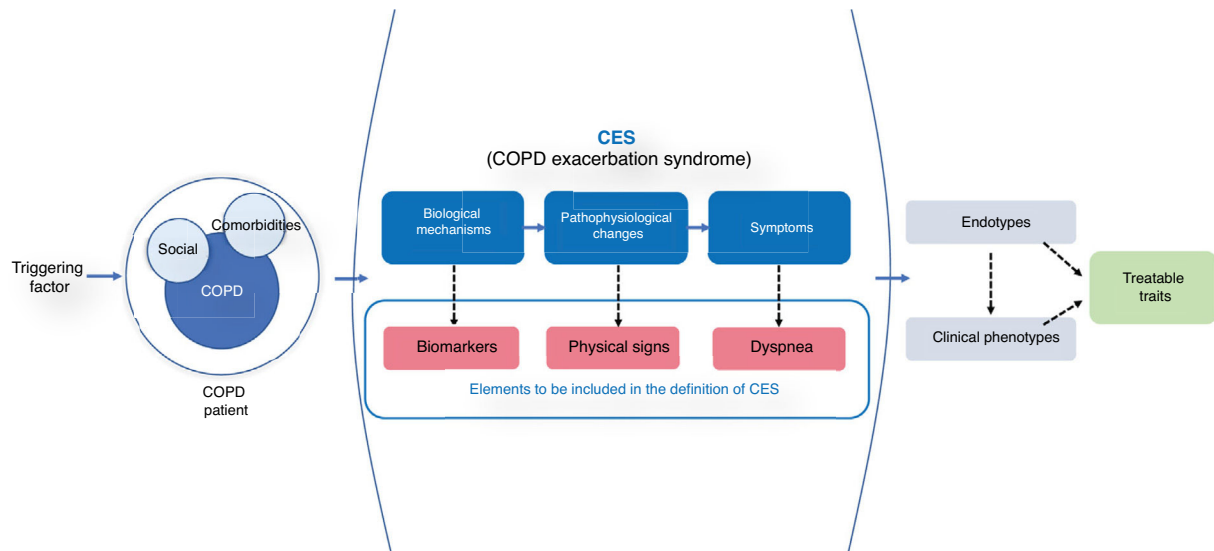 CES
(COPD exacerbation syndrome)
Triggering
factor
Social
Comorbidities
COPD
COPD
patient
Biological
mechanisms
Pathophysiological
changes
Symptoms
Biomarkers
Physical signs
Dyspnea
Elements to be included in the definition of CES
Endotypes
Clinical phenotypes
Treatable
traits